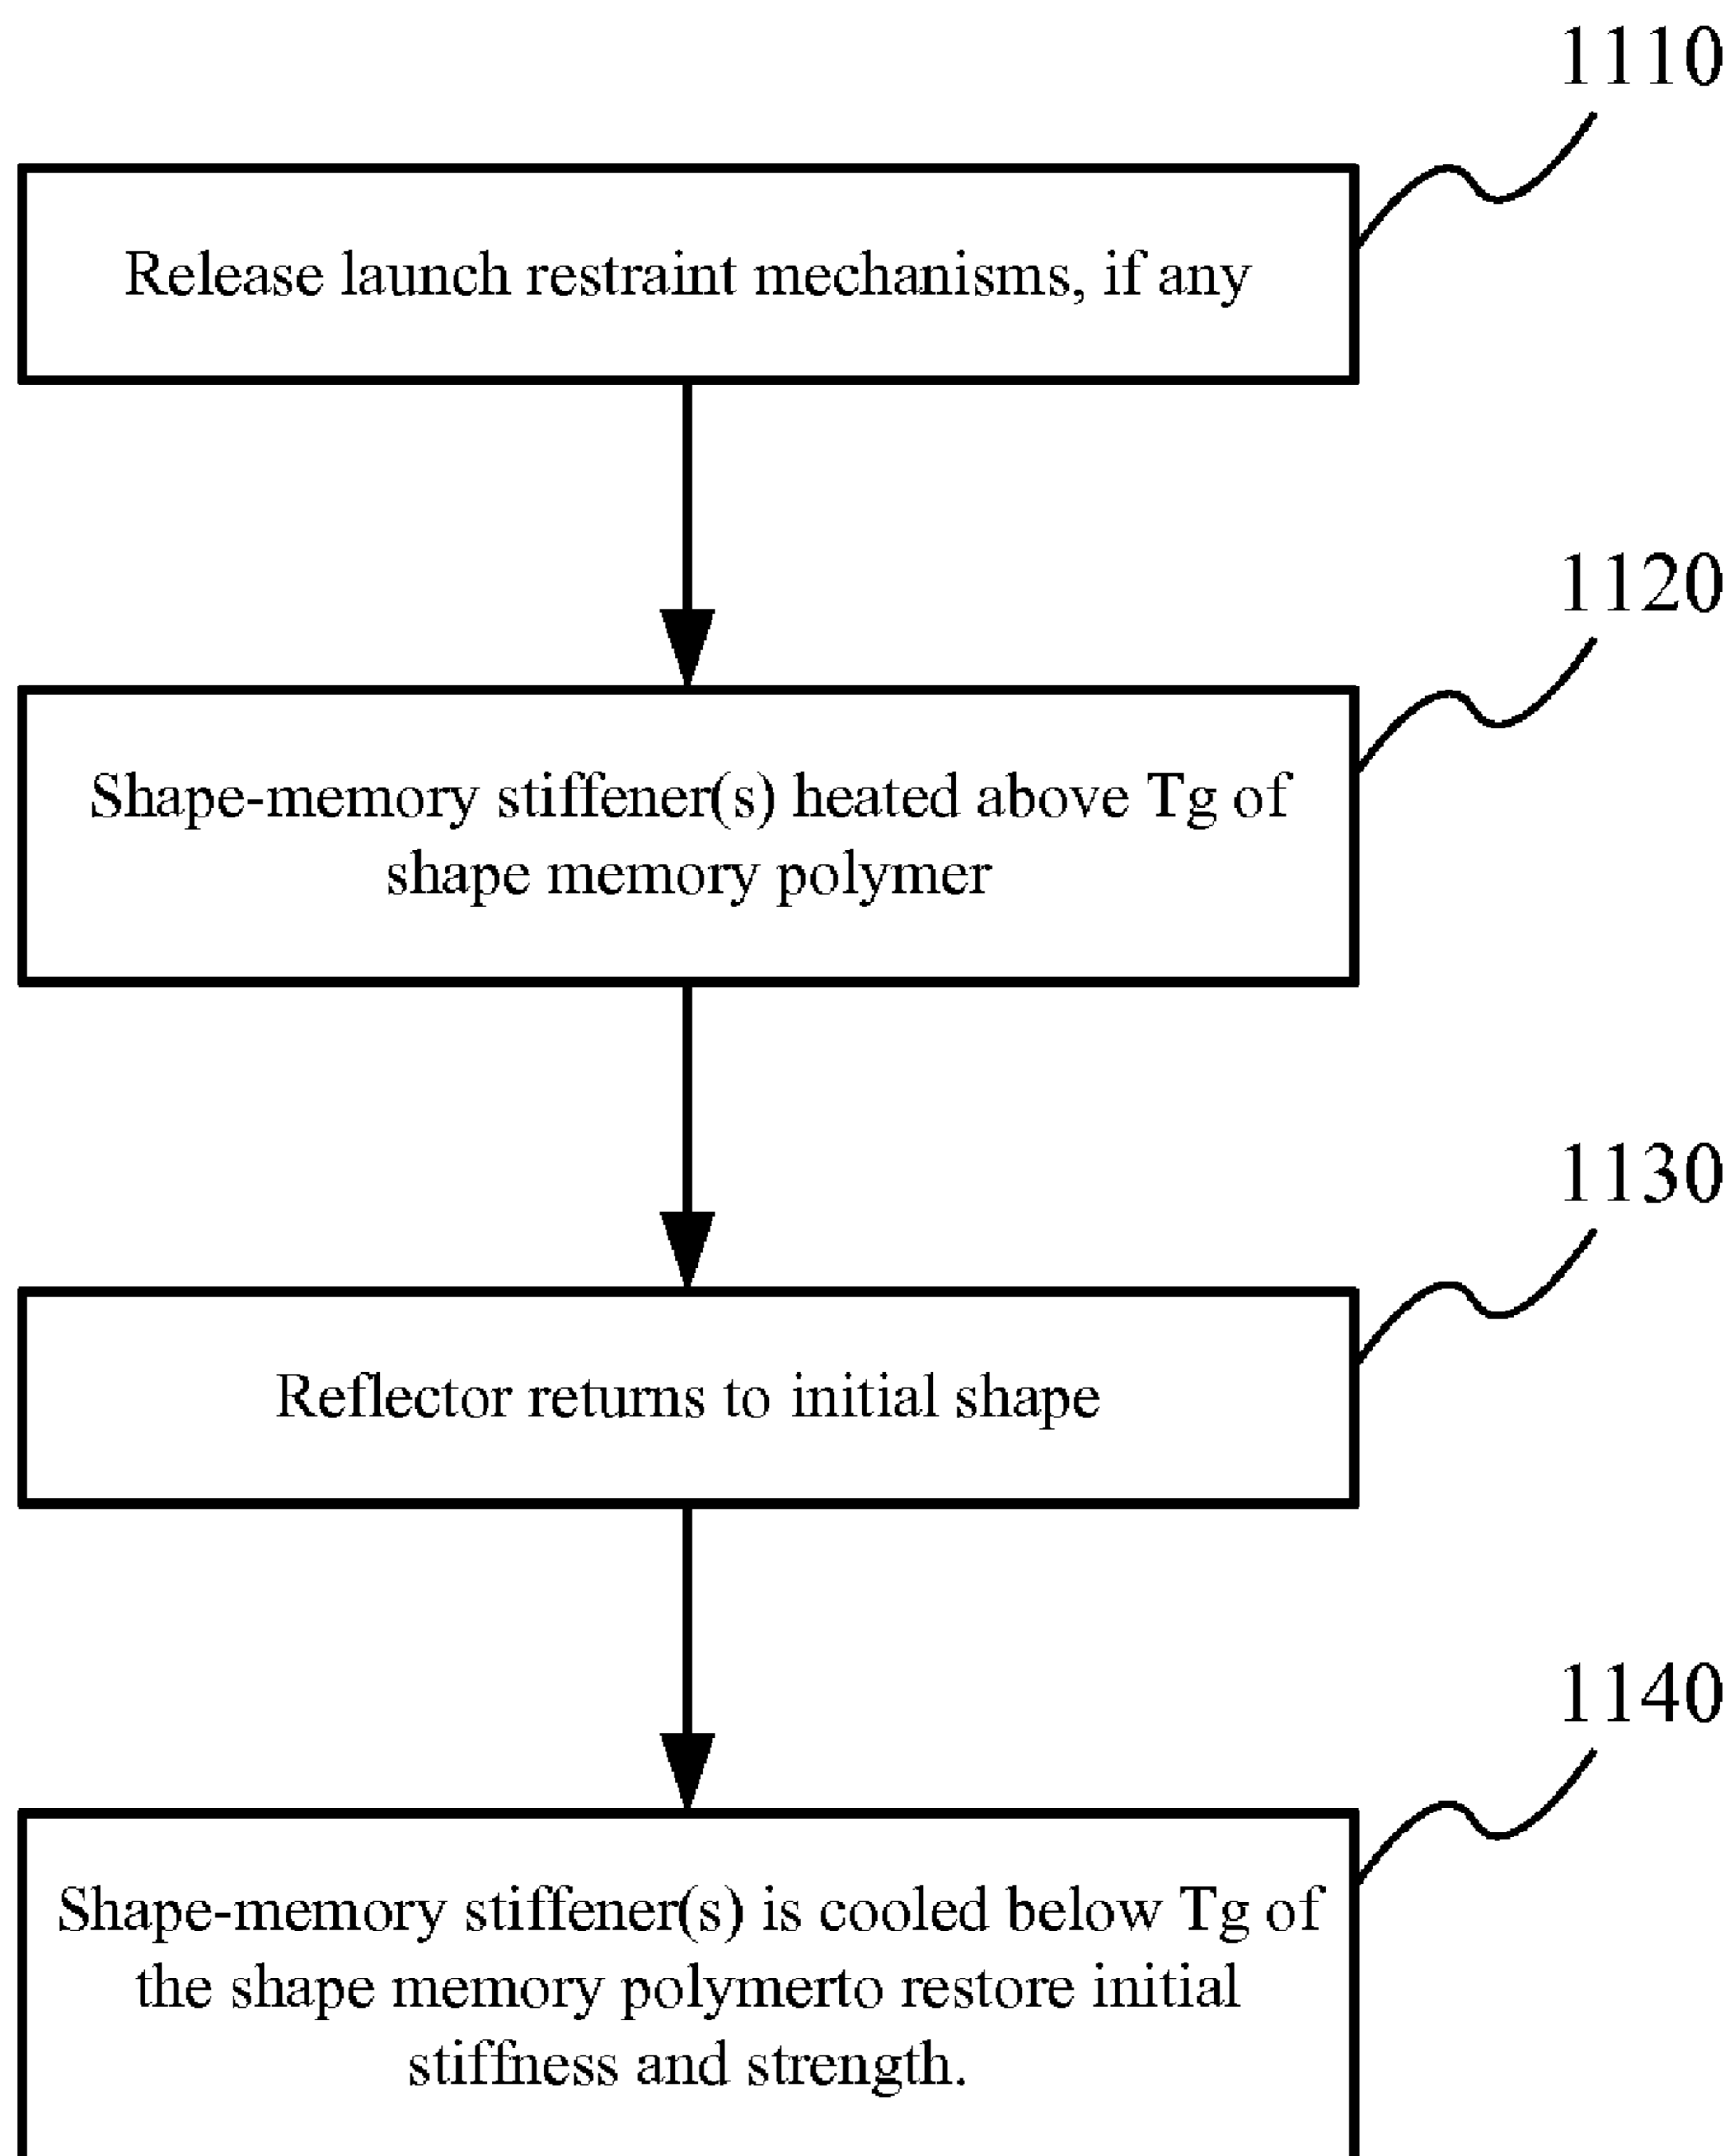 1110
Release launch restraint mechanisms, if any
1120
Shape-memory stiffener(s) heated above Tg of
shape memory polymer
1130
Reflector returns to initial shape
1140
Shape-memory stiffener(s) is cooled below Tg of
the shape memory polymerto restore initial
stiffness and strength.